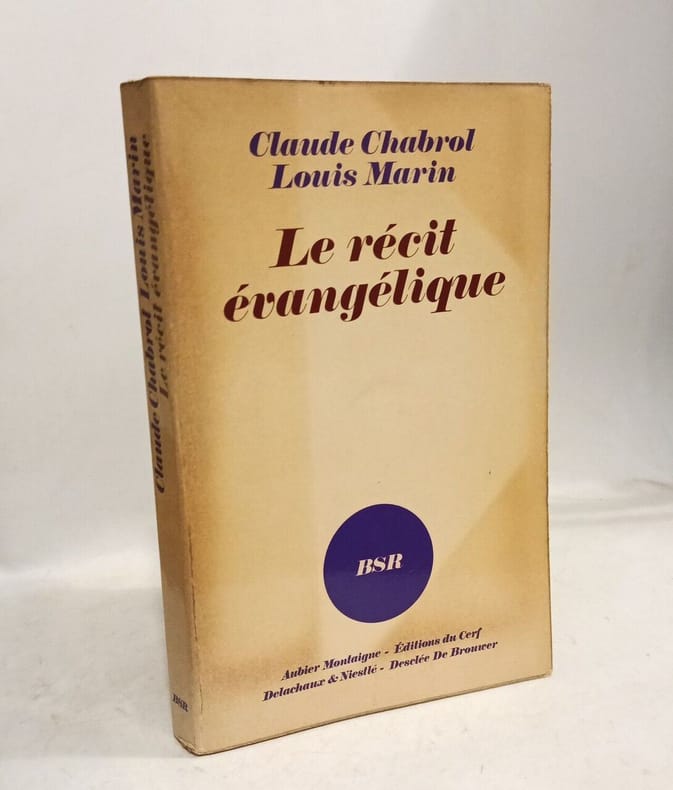 Claude Chabrol
Louis Marin
Le récit
évangélique
BSR
Aubier Montaigne - Éditions du Cerf
Delachaux & Niestlé - Desclée De Brouwer
Claude Chabrol Louis Marin
Le récit évangélique
BSR